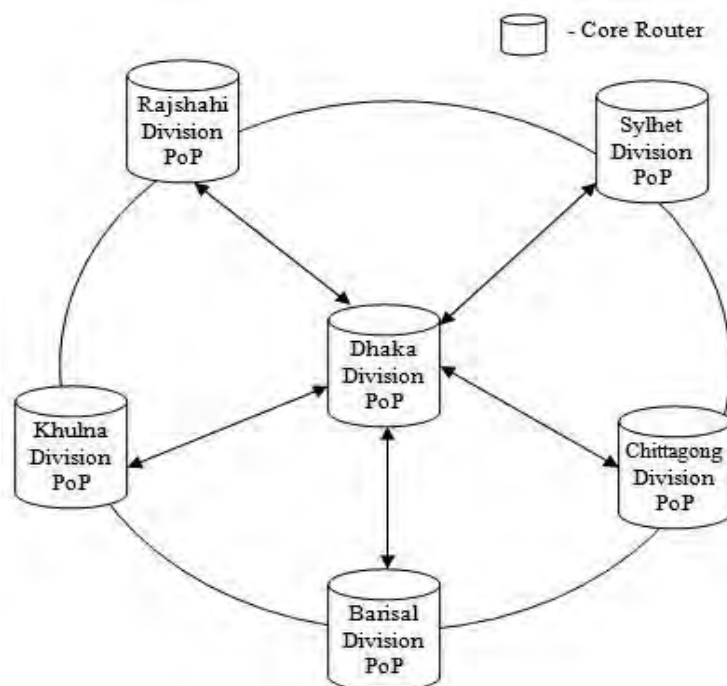 - Core Router
Rajshahi
Division
PoP
Sylhet
Division
PoP
Dhaka
Division
PoP
Khulna
Division
PoP
Chittagong
Division
PoP
Barisal
Division
PoP